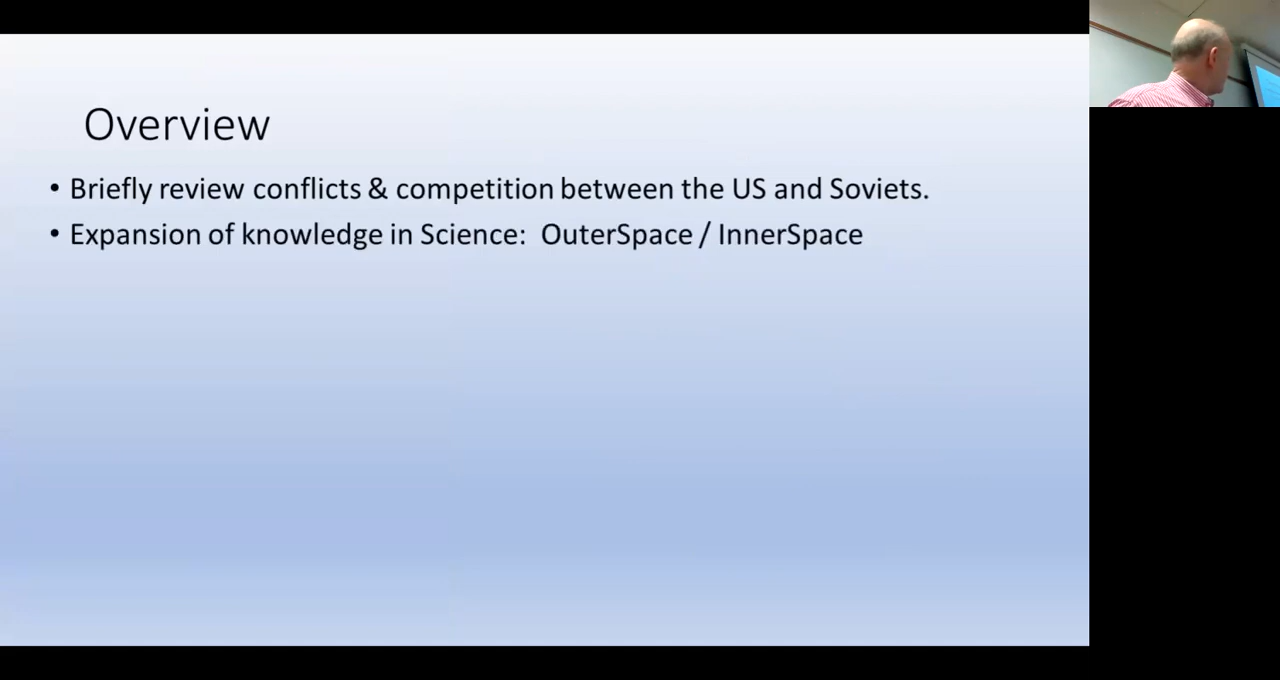 Overview
• Briefly review conflicts & competition between the US and Soviets.
• Expansion of knowledge in Science:  OuterSpace / InnerSpace